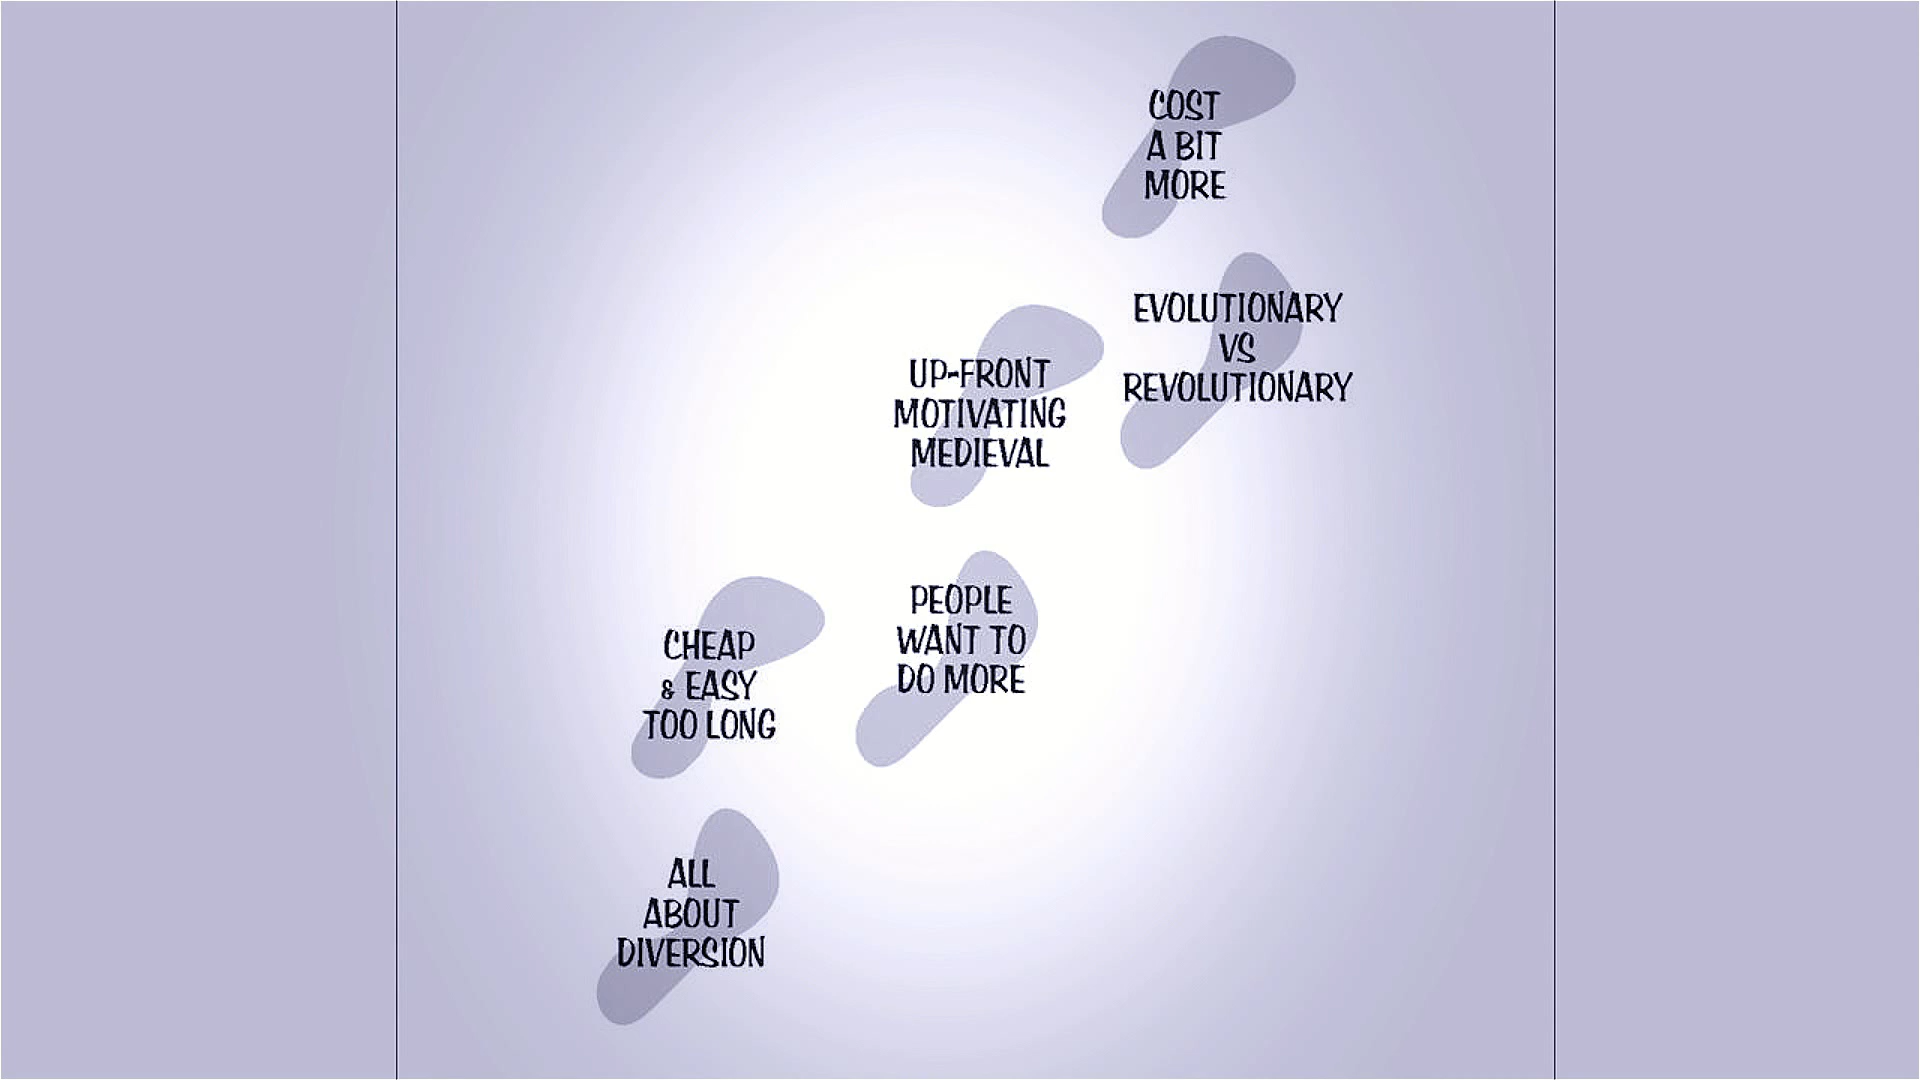 COST
A BIT
MORE
EVOLUTIONARY
VS
REVOLUTIONARY
UP-FRONT
MOTIVATING
MEDIEVAL
PEOPLE
WANT TO
DO MORE
CHEAP
& EASY
TOO LONG
ALL
ABOUT
DIVERSION